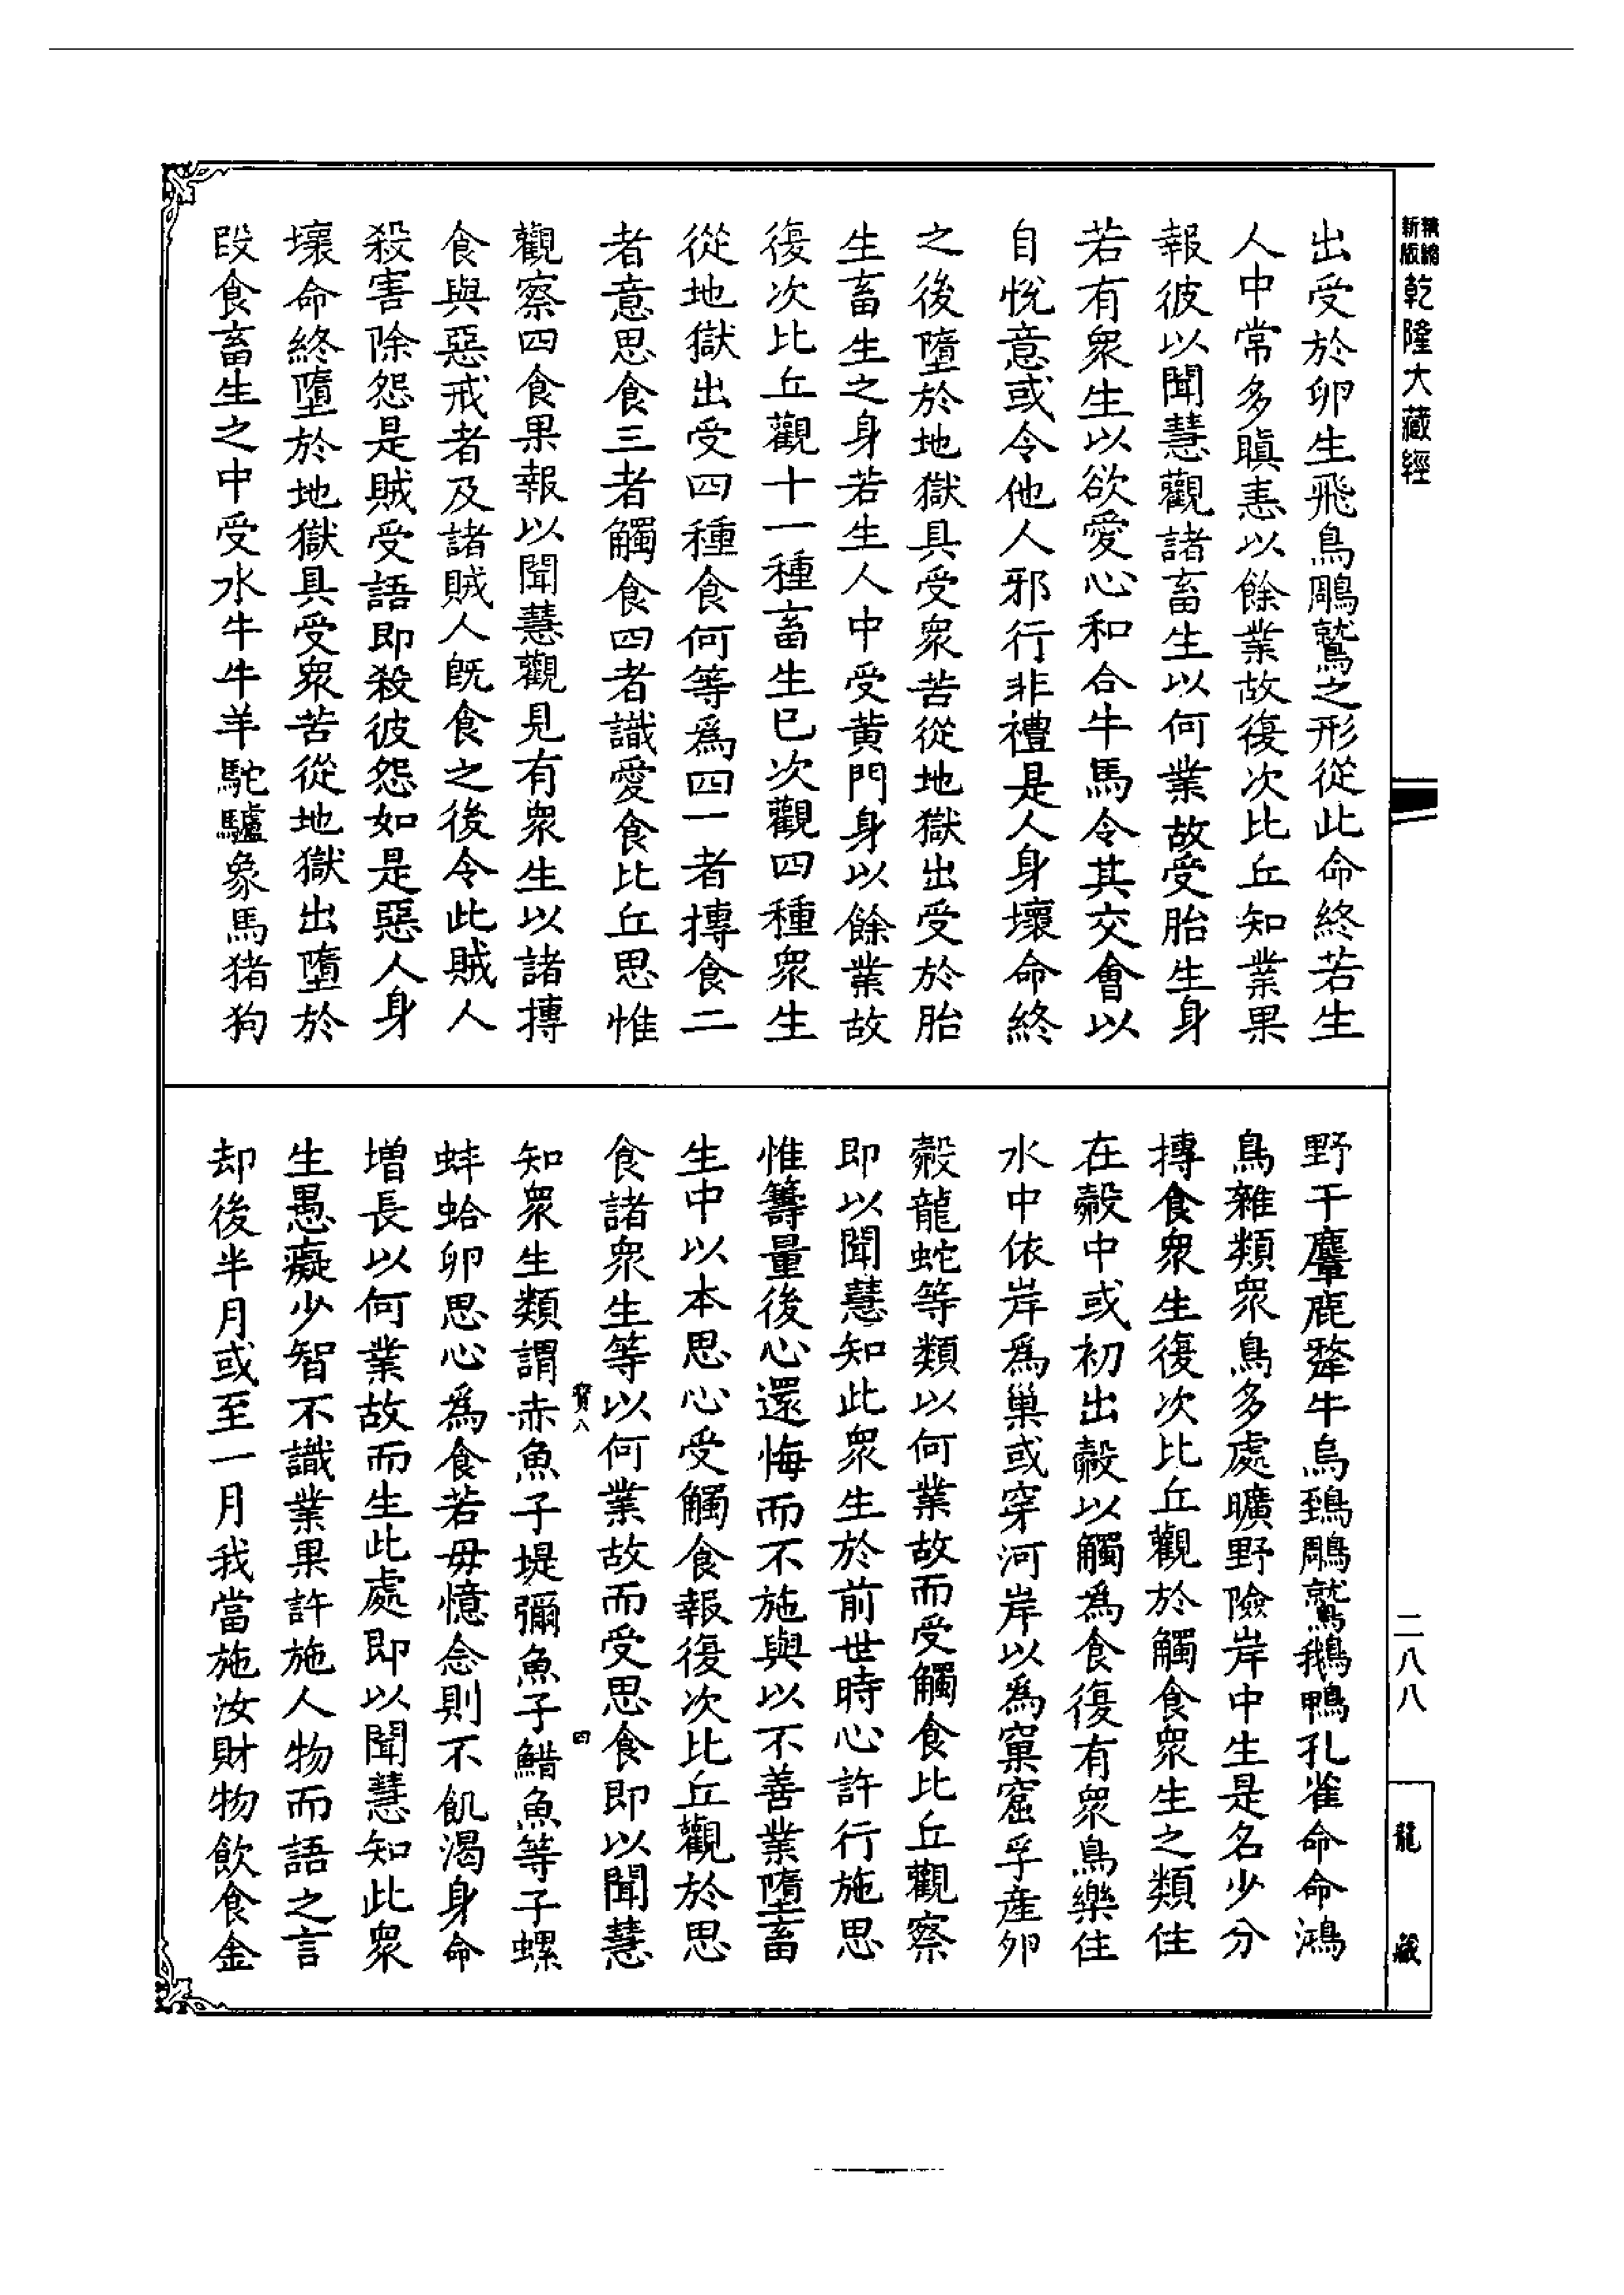 精縮新版乾隆大藏經
出受於卵生飛鳥鵰鷲之形從此命終若生
人中常多瞋恚以餘業故復次比丘知業果
報彼以聞慧觀諸畜生以何業故受胎生身
若有衆生以欲愛心和合牛馬令其交會以
自悅意或令他人邪行非禮是人身壞命終
之後墮於地獄具受衆苦從地獄出受於胎
生畜生之身若生人中受黄門身以餘業故
復次比丘觀十一種畜生已次觀四種衆生
從地獄出受四種食何等爲四一者摶食二
者意思食三者觸食四者識愛食比丘思惟
觀察四食果報以聞慧觀見有衆生以諸摶
食與惡戒者及諸賊人旣食之後令此賊人
殺害除怨是賊受語即殺彼怨如是惡人身
壞命終墮於地獄具受衆苦從地獄出墮於
段食畜生之中受水牛牛羊駝驢象馬猪狗
野干麞鹿犛牛烏鵄鵰鷲鵝鴨孔雀命命鴻
鳥雜類衆鳥多處曠野險岸中生是名少分
摶食衆生復次比丘觀於觸食衆生之類住
在㲉中或初出㲉以觸爲食復有衆鳥樂住
水中依岸爲巢或穿河岸以爲窠窟孚產卵
㲉龍蛇等類以何業故而受觸食比丘觀察
即以聞慧知此衆生於前世時心許行施思
惟籌量後心還悔而不施與以不善業墮畜
生中以本思心受觸食報復次比丘觀於思
食諸衆生等以何業故而受思食即以聞慧
寶八
四
知衆生類謂赤魚子堤彌魚子鯌魚等子螺
蚌蛤卵思心爲食若毋憶念則不飢渴身命
增長以何業故而生此處即以聞慧知此衆
生愚癡少智不識業果許施人物而語之言
却後半月或至一月我當施汝財物飲食金
二八八
龍藏